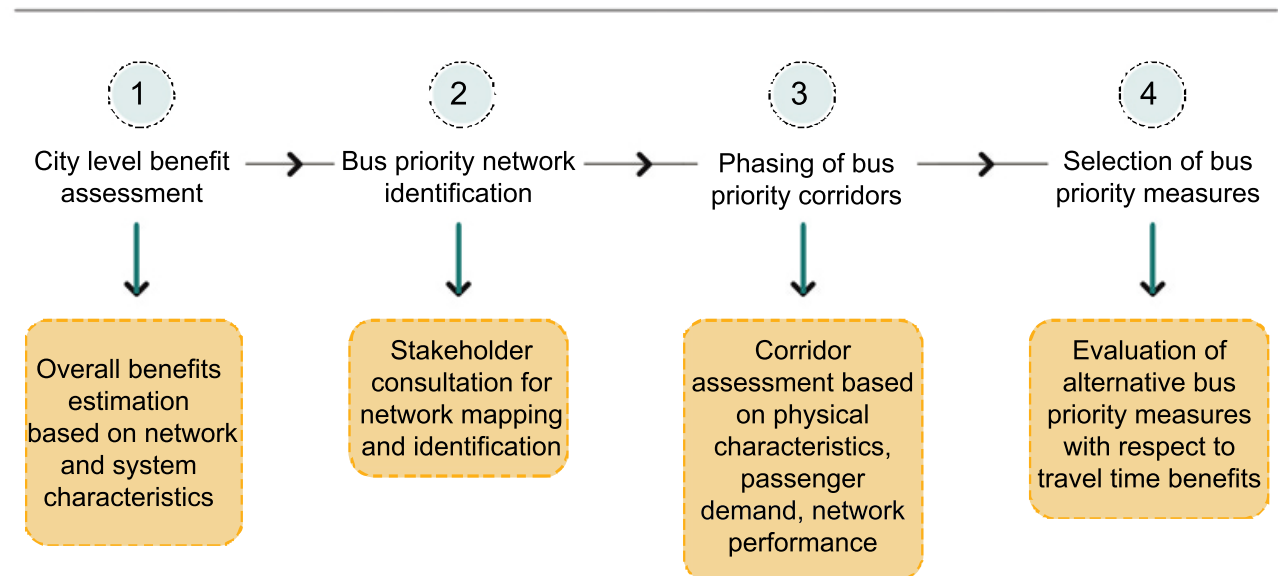 1
City level benefit
assessment
2
Bus priority network
identification
3
Phasing of bus
priority corridors
4
Selection of bus
priority measures
Overall benefits
estimation
based on network
and system
characteristics
Stakeholder
consultation for
network mapping
and identification
Corridor
assessment based
on physical
characteristics,
passenger
demand, network
performance
Evaluation of
alternative bus
priority measures
with respect to
travel time benefits